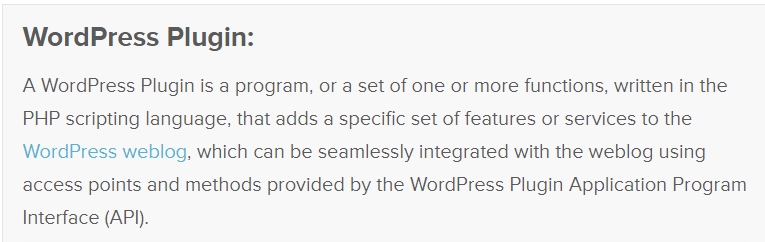 WordPress Plugin:
A WordPress Plugin is a program, or a set of one or more functions, written in the
PHP scripting language, that adds a specific set of features or services to the
WordPress weblog, which can be seamlessly integrated with the weblog using
access points and methods provided by the WordPress Plugin Application Program
Interface (API).